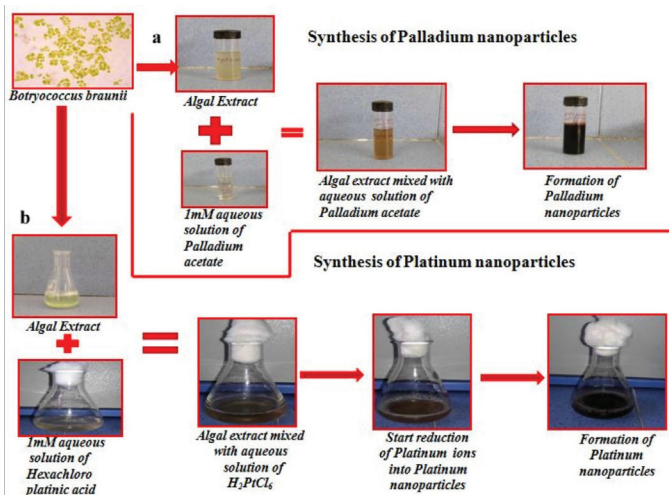 a
Synthesis of Palladium nanoparticles
Botryococcus braunii
Algal Extract
1mM aqueous
solution of
Palladium
acetate
Algal extract mixed with
aqueous solution of
Palladium acetate
Formation of
Palladium
nanoparticles
b
Synthesis of Platinum nanoparticles
Algal Extract
1mM aqueous
solution of
Hexachloro
platinic acid
Algal extract mixed
with aqueous
solution of
H₂PtCl₆
Start reduction
of Platinum ions
into Platinum
nanoparticles
Formation of
Platinum
nanoparticles